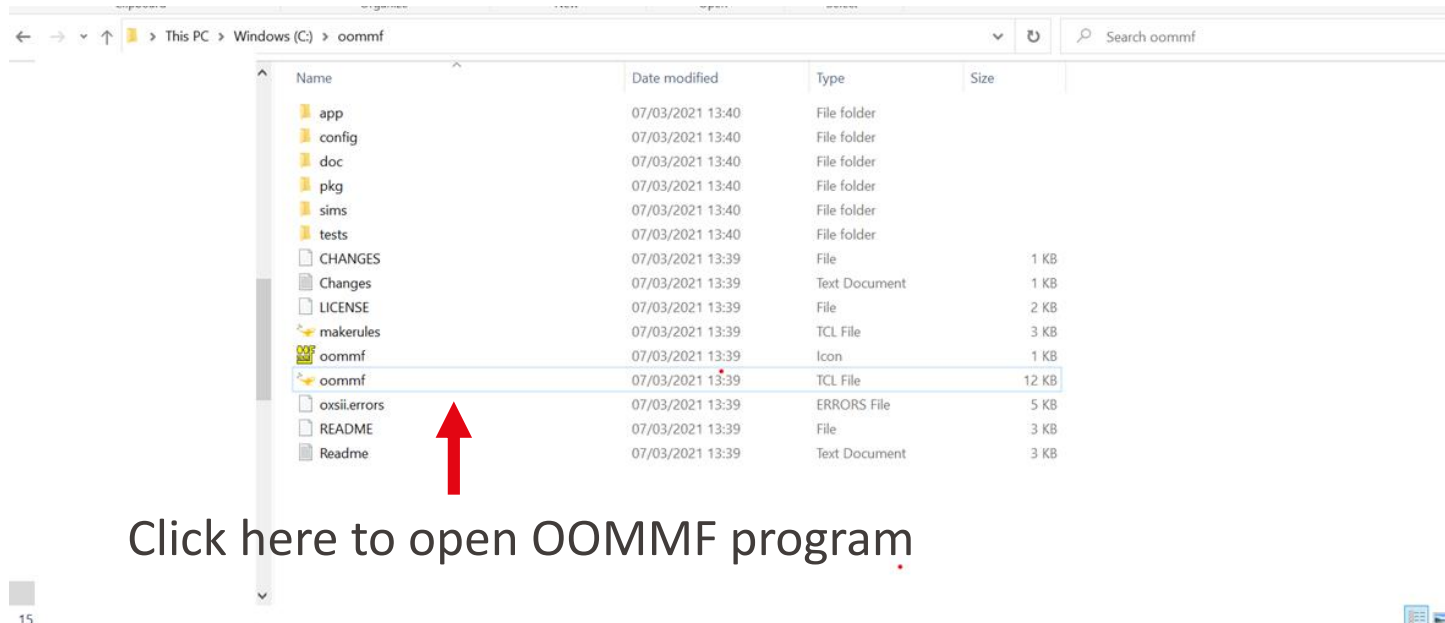 This PC > Windows (C:) > oommf
Search oommf
Name Date modified Type Size
app 07/03/2021 13:40 File folder
config 07/03/2021 13:40 File folder
doc 07/03/2021 13:40 File folder
pkg 07/03/2021 13:40 File folder
sims 07/03/2021 13:40 File folder
tests 07/03/2021 13:40 File folder
CHANGES 07/03/2021 13:39 File 1 KB
Changes 07/03/2021 13:39 Text Document 1 KB
LICENSE 07/03/2021 13:39 File 2 KB
makerules 07/03/2021 13:39 TCL File 3 KB
oommf 07/03/2021 13:39 Icon 1 KB
oommf 07/03/2021 13:39 TCL File 12 KB
oxsii.errors 07/03/2021 13:39 ERRORS File 5 KB
README 07/03/2021 13:39 File 3 KB
Readme 07/03/2021 13:39 Text Document 3 KB
Click here to open OOMMF program
15